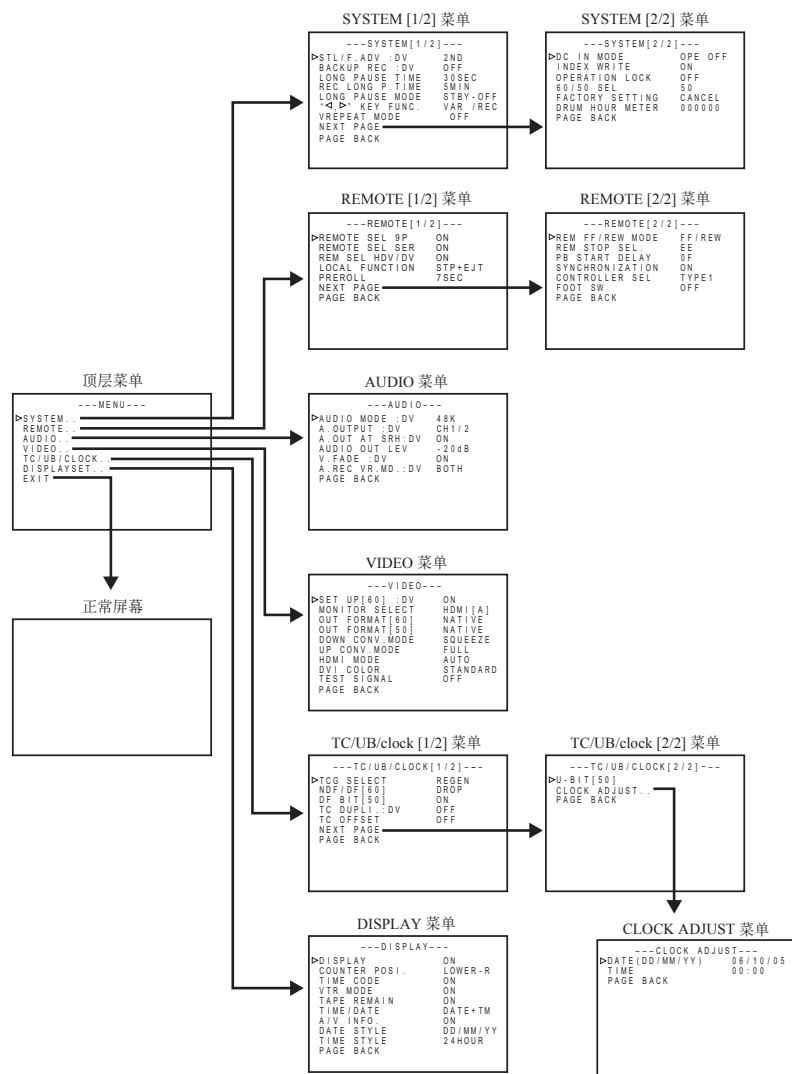 SYSTEM [1/2] 菜单
---SYSTEM[1/2]---
STL/F.ADV :DV 2ND
BACKUP REC :DV OFF
LONG PAUSE TIME 30SEC
REC LONG P.TIME 5MIN
LONG PAUSE MODE STBY-OFF
"◁,▷" KEY FUNC. VAR /REC
VREPEAT MODE OFF
NEXT PAGE
PAGE BACK
SYSTEM [2/2] 菜单
---SYSTEM[2/2]---
DC IN MODE OPE OFF
INDEX WRITE ON
OPERATION LOCK OFF
60/50 SEL 50
FACTORY SETTING CANCEL
DRUM HOUR METER 000000
PAGE BACK
REMOTE [1/2] 菜单
---REMOTE[1/2]---
REMOTE SEL 9P ON
REMOTE SEL SER ON
REM SEL HDV/DV ON
LOCAL FUNCTION STP+EJT
PREROLL 7SEC
NEXT PAGE
PAGE BACK
REMOTE [2/2] 菜单
---REMOTE[2/2]---
REM FF/REW MODE FF/REW
REM STOP SEL. EE
PB START DELAY 0F
SYNCHRONIZATION ON
CONTROLLER SEL TYPE1
FOOT SW OFF
PAGE BACK
顶层菜单
---MENU---
SYSTEM..
REMOTE..
AUDIO..
VIDEO..
TC/UB/CLOCK..
DISPLAYSET..
EXIT
AUDIO 菜单
---AUDIO---
AUDIO MODE :DV 48K
A.OUTPUT :DV CH1/2
A.OUT AT SRH:DV ON
AUDIO OUT LEV -20dB
V.FADE :DV ON
A.REC VR.MD.:DV BOTH
PAGE BACK
正常屏幕
VIDEO 菜单
---VIDEO---
SET UP[60] :DV ON
MONITOR SELECT HDMI[A]
OUT FORMAT[60] NATIVE
OUT FORMAT[50] NATIVE
DOWN CONV.MODE SQUEEZE
UP CONV.MODE FULL
HDMI MODE AUTO
DVI COLOR STANDARD
TEST SIGNAL OFF
PAGE BACK
TC/UB/clock [1/2] 菜单
---TC/UB/CLOCK[1/2]---
TCG SELECT REGEN
NDF/DF[60] DROP
DF BIT[50] ON
TC DUPLI.:DV OFF
TC OFFSET OFF
NEXT PAGE
PAGE BACK
TC/UB/clock [2/2] 菜单
---TC/UB/CLOCK[2/2]---
U-BIT[50]
CLOCK ADJUST..
PAGE BACK
DISPLAY 菜单
---DISPLAY---
DISPLAY ON
COUNTER POSI. LOWER-R
TIME CODE ON
VTR MODE ON
TAPE REMAIN ON
TIME/DATE DATE+TM
A/V INFO. ON
DATE STYLE DD/MM/YY
TIME STYLE 24HOUR
PAGE BACK
CLOCK ADJUST 菜单
---CLOCK ADJUST---
DATE(DD/MM/YY) 06/10/05
TIME 00:00
PAGE BACK